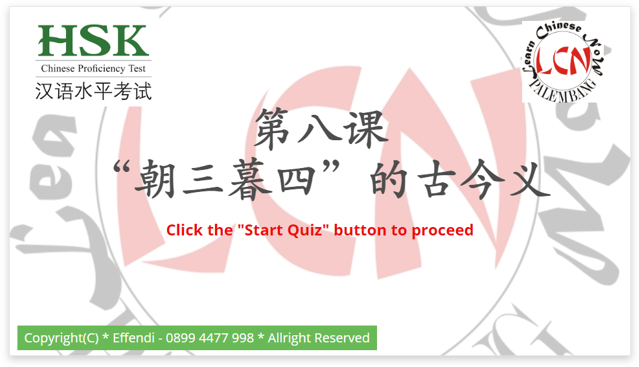 HSK
Chinese Proficiency Test
汉语水平考试
Learn Chinese NoW
LCN
PALEMBANG
第八课
“朝三暮四”的古今义
Click the "Start Quiz" button to proceed
Copyright(C) * Effendi - 0899 4477 998 * Allright Reserved